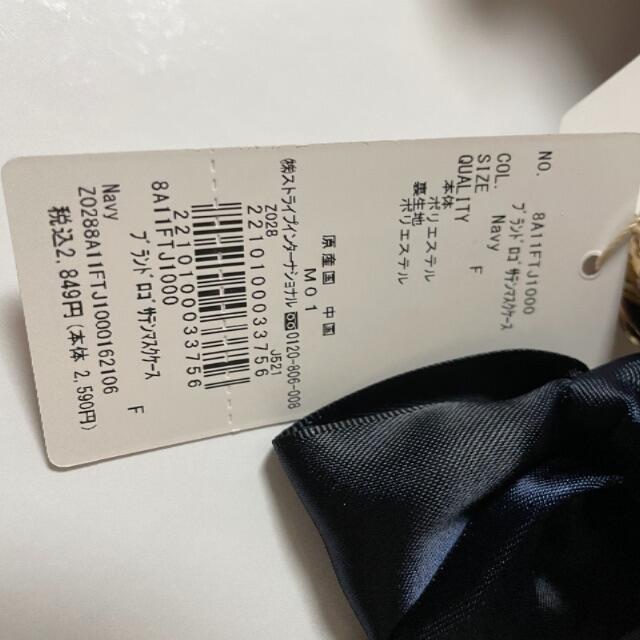 NO. 8A11FTJ1000
ブランドロゴサテンマスクケース
COL. Navy
SIZE F
QUALITY
本体
ポリエステル
裏生地
ポリエステル
原産国 中国
M01
㈱ストライプインターナショナル 0120-806-008
Z028 JF21
2210100033756
2210100033756
8A11FTJ1000
ブランドロゴサテンマスクケース
Navy F
Z0288A11FTJ1000162106
税込2,849円(本体 2,590円)